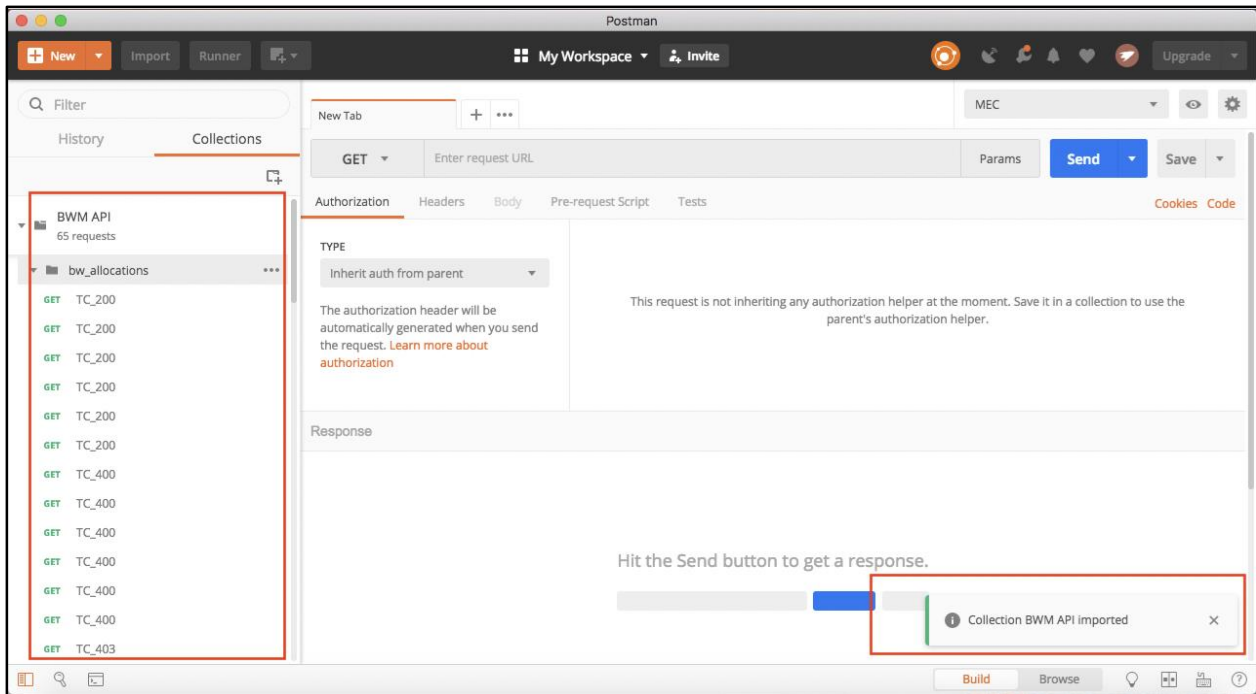 Postman
New
Import
Runner
My Workspace
Invite
Upgrade
Filter
History
Collections
BWM API
65 requests
bw_allocations
GET TC_200
GET TC_200
GET TC_200
GET TC_200
GET TC_200
GET TC_200
GET TC_400
GET TC_400
GET TC_400
GET TC_400
GET TC_400
GET TC_400
GET TC_403
New Tab
MEC
GET
Enter request URL
Params
Send
Save
Authorization
Headers
Body
Pre-request Script
Tests
Cookies
Code
TYPE
Inherit auth from parent
The authorization header will be
automatically generated when you send
the request. Learn more about
authorization
This request is not inheriting any authorization helper at the moment. Save it in a collection to use the
parent's authorization helper.
Response
Hit the Send button to get a response.
Collection BWM API imported
Build
Browse